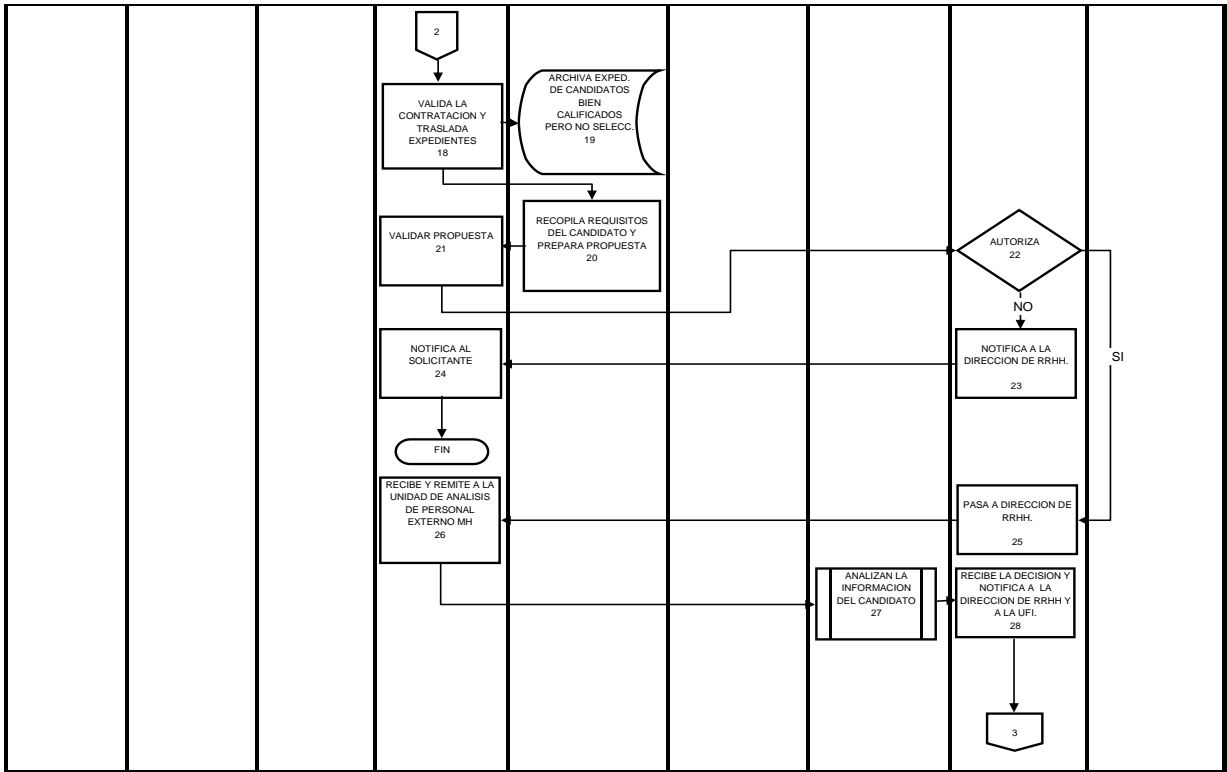 2
VALIDA LA
CONTRATACION Y
TRASLADA
EXPEDIENTES
18
ARCHIVA EXPED.
DE CANDIDATOS
BIEN
CALIFICADOS
PERO NO SELECC.
19
RECOPILA REQUISITOS
DEL CANDIDATO Y
PREPARA PROPUESTA
20
VALIDAR PROPUESTA
21
AUTORIZA
22
NO
SI
NOTIFICA A LA
DIRECCION DE RRHH.
23
NOTIFICA AL
SOLICITANTE
24
FIN
PASA A DIRECCION DE
RRHH.
25
RECIBE Y REMITE A LA
UNIDAD DE ANALISIS
DE PERSONAL
EXTERNO MH
26
ANALIZAN LA
INFORMACION
DEL CANDIDATO
27
RECIBE LA DECISION Y
NOTIFICA A LA
DIRECCION DE RRHH Y
A LA UFI.
28
3